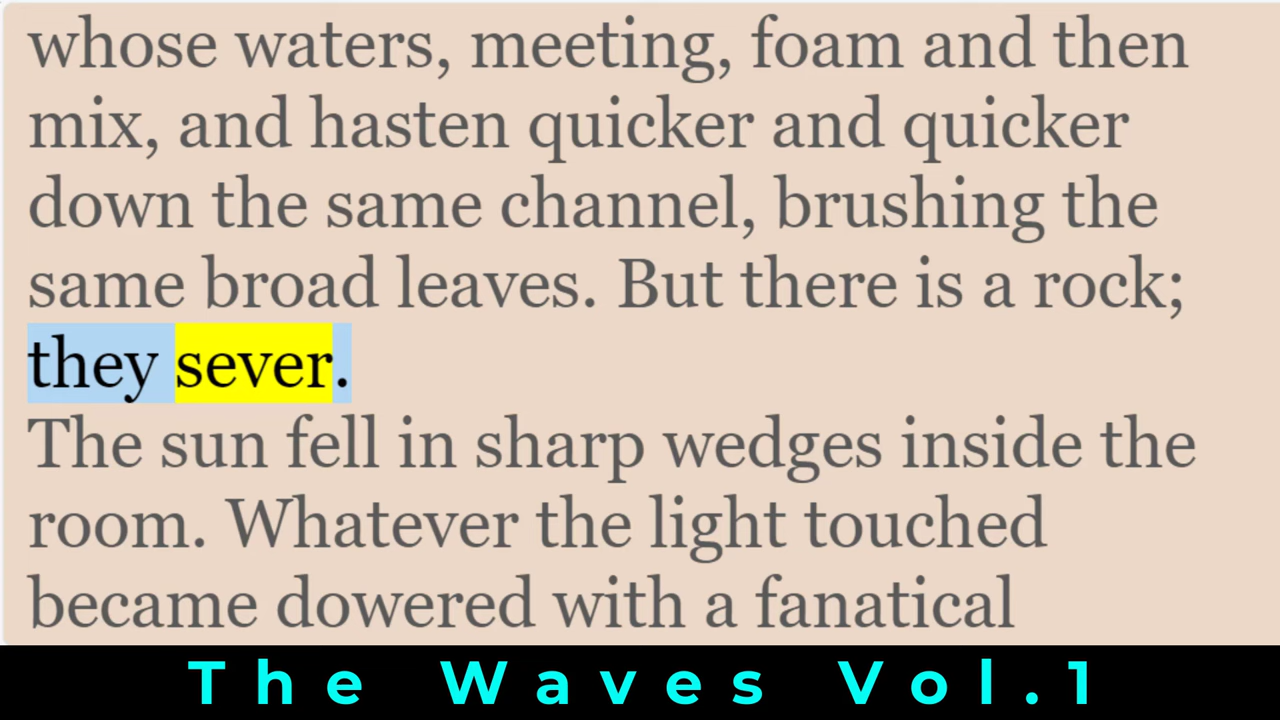 whose waters, meeting, foam and then
mix, and hasten quicker and quicker
down the same channel, brushing the
same broad leaves. But there is a rock;
they sever.
The sun fell in sharp wedges inside the
room. Whatever the light touched
became dowered with a fanatical
The Waves Vol.1